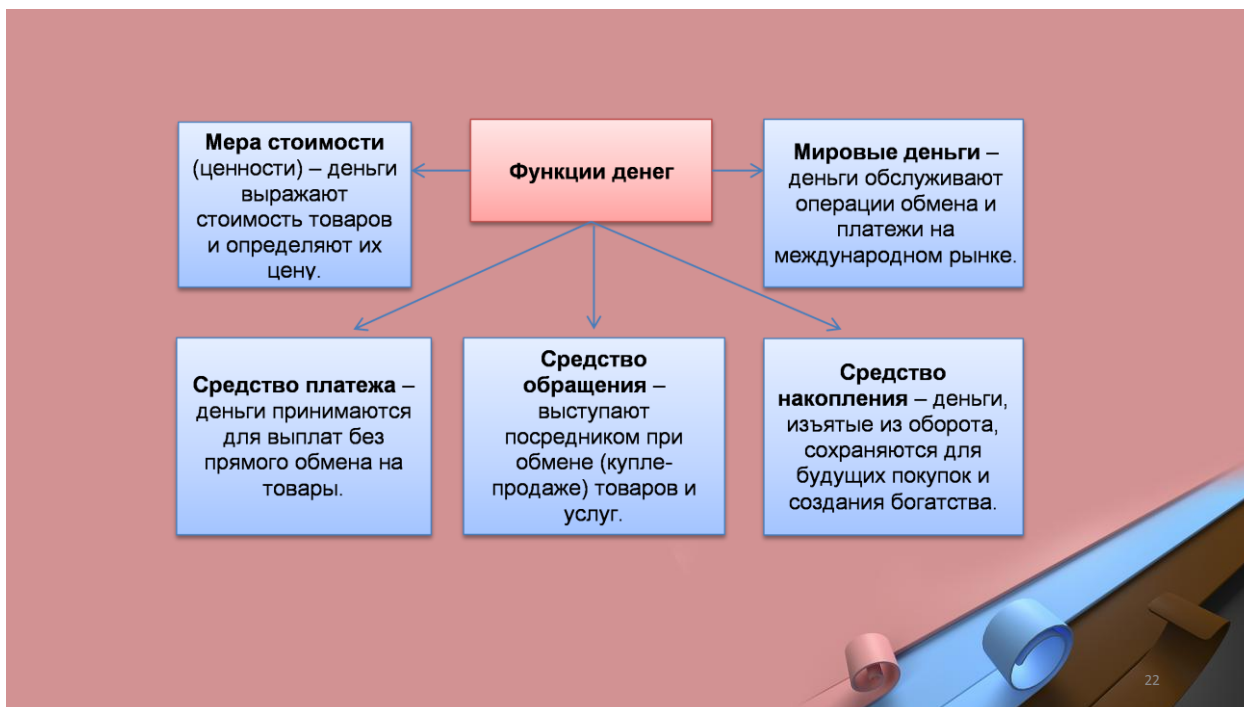 Мера стоимости
(ценности) – деньги
выражают
стоимость товаров
и определяют их
цену.
Функции денег
Мировые деньги –
деньги обслуживают
операции обмена и
платежи на
международном рынке.
Средство платежа –
деньги принимаются
для выплат без
прямого обмена на
товары.
Средство
обращения –
выступают
посредником при
обмене (купле-
продаже) товаров и
услуг.
Средство
накопления – деньги,
изъятые из оборота,
сохраняются для
будущих покупок и
создания богатства.
22